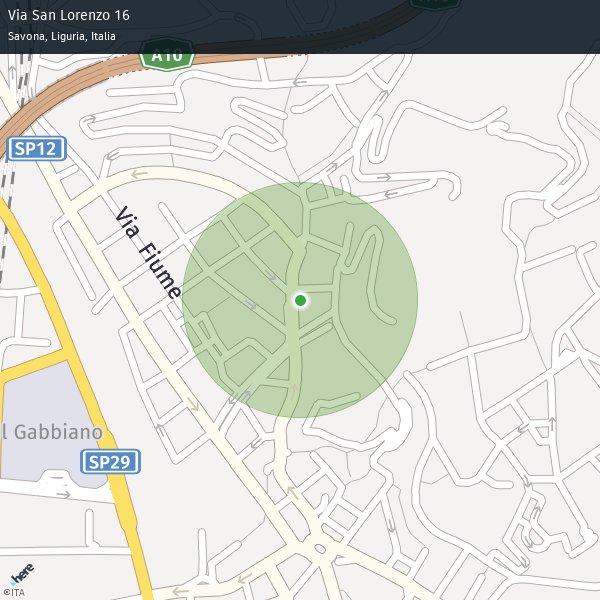 Via San Lorenzo 16
Savona, Liguria, Italia
A10
SP12
Via Fiume
l Gabbiano
SP29
here
©ITA